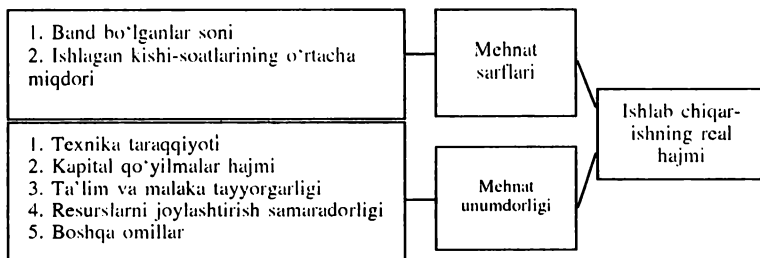 1. Band bo‘lganlar soni
2. Ishlagan kishi-soatlarining o‘rtacha
miqdori
Mehnat
sarflari
1. Texnika taraqqiyoti
2. Kapital qo‘yilmalar hajmi
3. Ta’lim va malaka tayyorgarligi
4. Resurslarni joylashtirish samaradorligi
5. Boshqa omillar
Mehnat
unumdorligi
Ishlab chiqar-
ishning real
hajmi